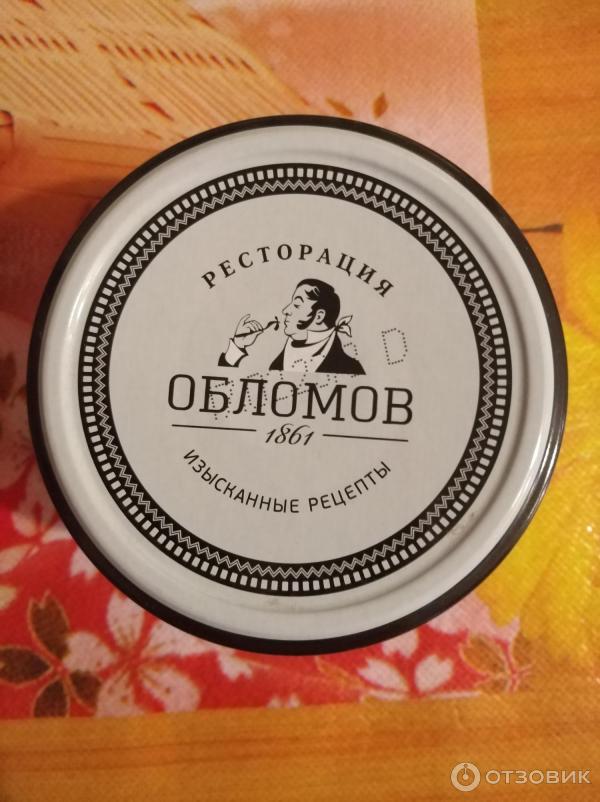 РЕСТОРАЦИЯ
ОБЛОМОВ
1861
ИЗЫСКАННЫЕ РЕЦЕПТЫ
ОТЗОВИК